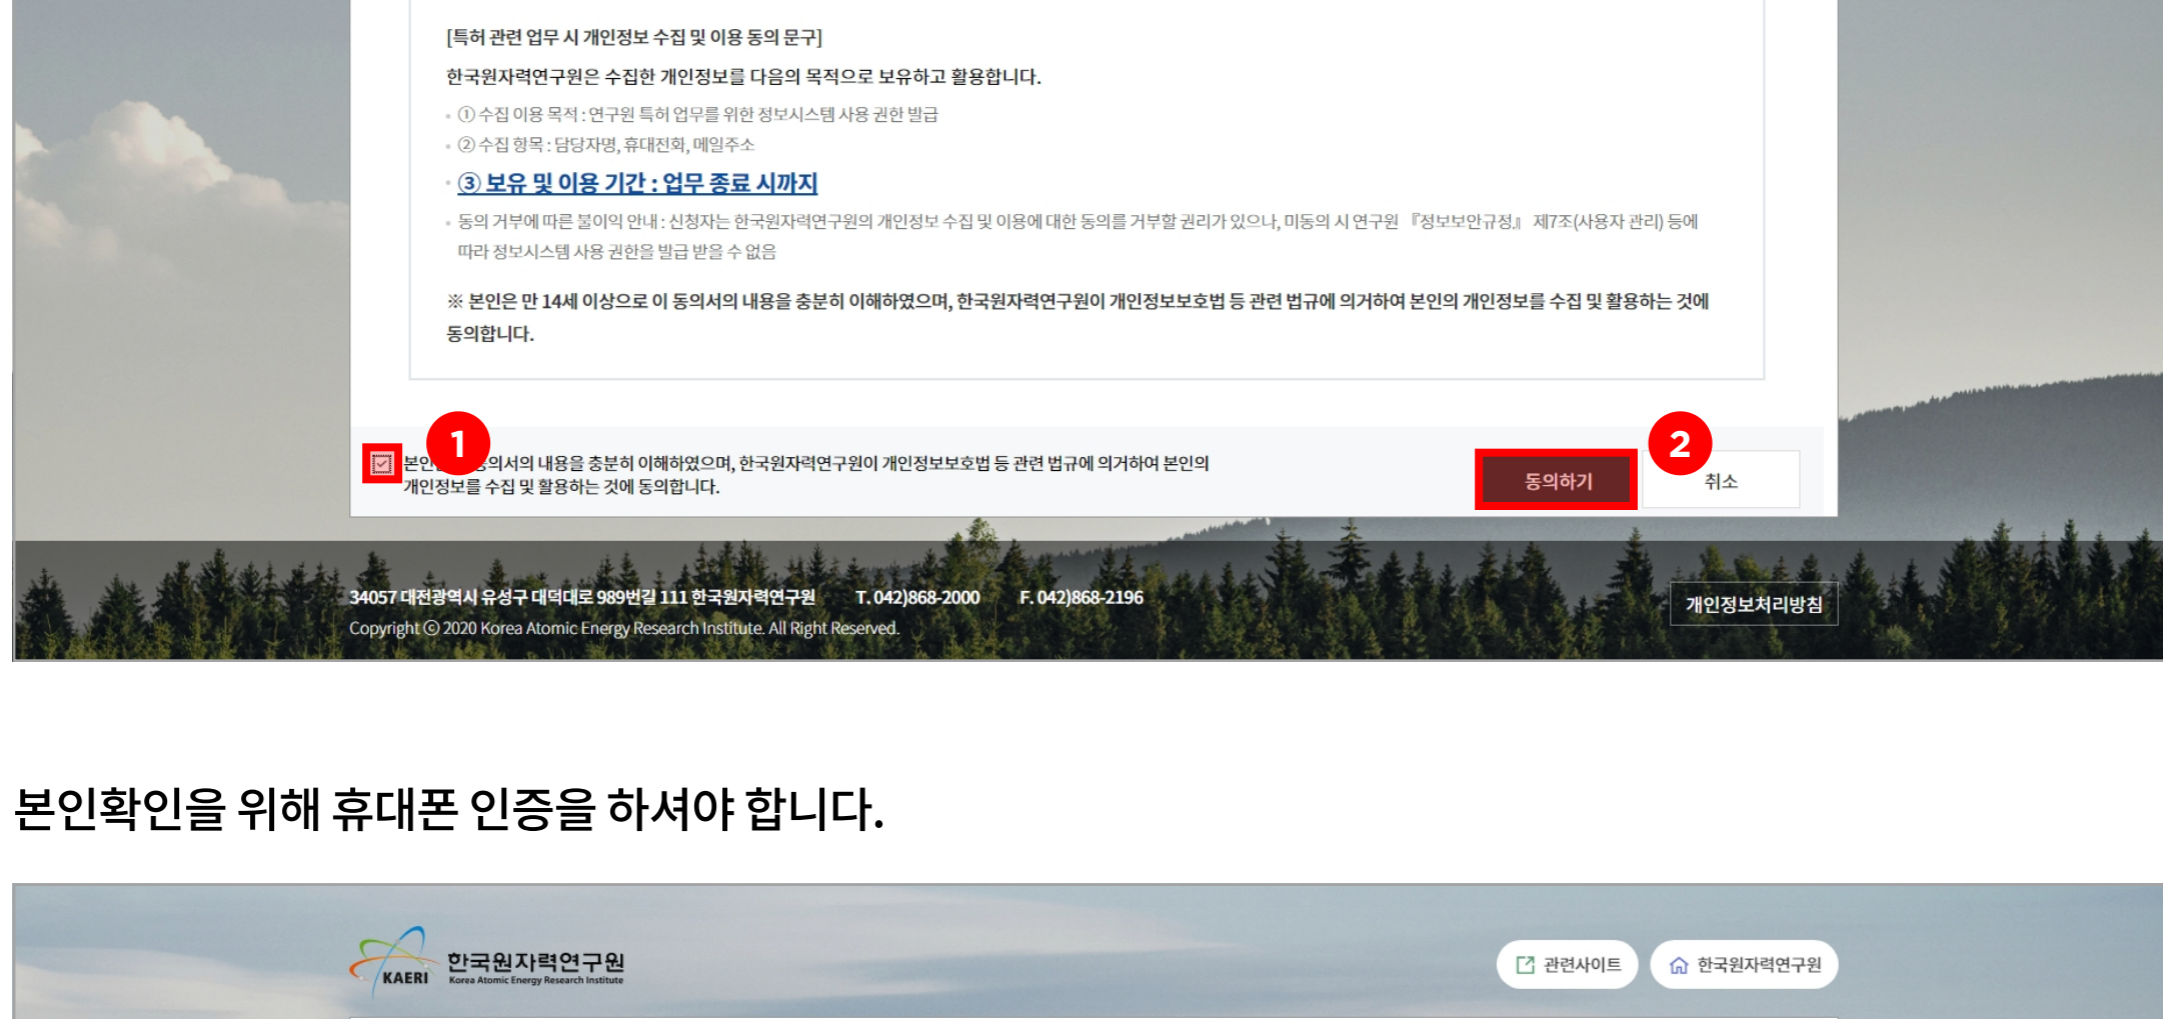 [특허 관련 업무 시 개인정보 수집 및 이용 동의 문구]
한국원자력연구원은 수집한 개인정보를 다음의 목적으로 보유하고 활용합니다.
① 수집 이용 목적 : 연구원 특허 업무를 위한 정보시스템 사용 권한 발급
② 수집 항목 : 담당자명, 휴대전화, 메일주소
③ 보유 및 이용 기간 : 업무 종료 시까지
동의 거부에 따른 불이익 안내 : 신청자는 한국원자력연구원의 개인정보 수집 및 이용에 대한 동의를 거부할 권리가 있으나, 미동의 시 연구원 『정보보안규정』 제7조(사용자 관리) 등에
따라 정보시스템 사용 권한을 발급 받을 수 없음
※ 본인은 만 14세 이상으로 이 동의서의 내용을 충분히 이해하였으며, 한국원자력연구원이 개인정보보호법 등 관련 법규에 의거하여 본인의 개인정보를 수집 및 활용하는 것에
동의합니다.
1
2
본인 동의서의 내용을 충분히 이해하였으며, 한국원자력연구원이 개인정보보호법 등 관련 법규에 의거하여 본인의
개인정보를 수집 및 활용하는 것에 동의합니다.
동의하기
취소
34057 대전광역시 유성구 대덕대로 989번길 111 한국원자력연구원 T. 042)868-2000 F. 042)868-2196
Copyright ⓒ 2020 Korea Atomic Energy Research Institute. All Right Reserved.
개인정보처리방침
본인확인을 위해 휴대폰 인증을 하셔야 합니다.
KAERI
한국원자력연구원
Korea Atomic Energy Research Institute
관련사이트
한국원자력연구원